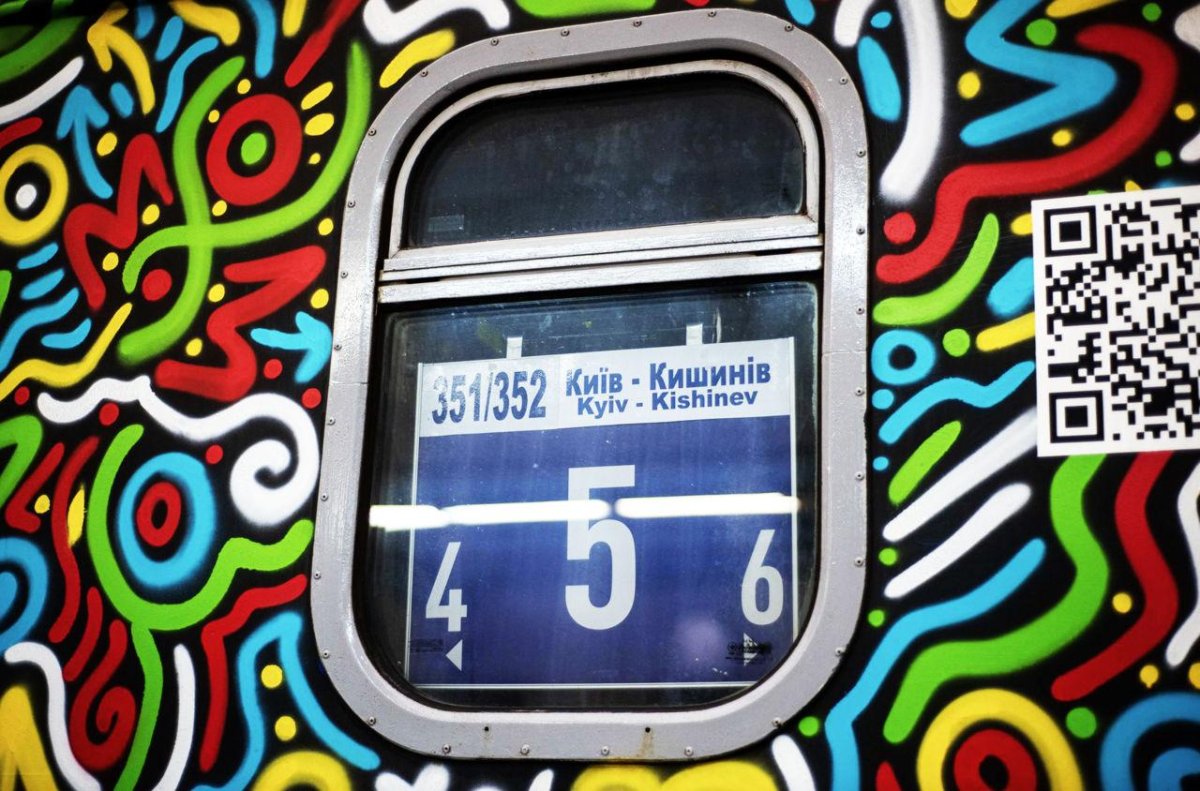 351/352 Київ - Кишинів
Kyiv - Kishinev
5
4 6